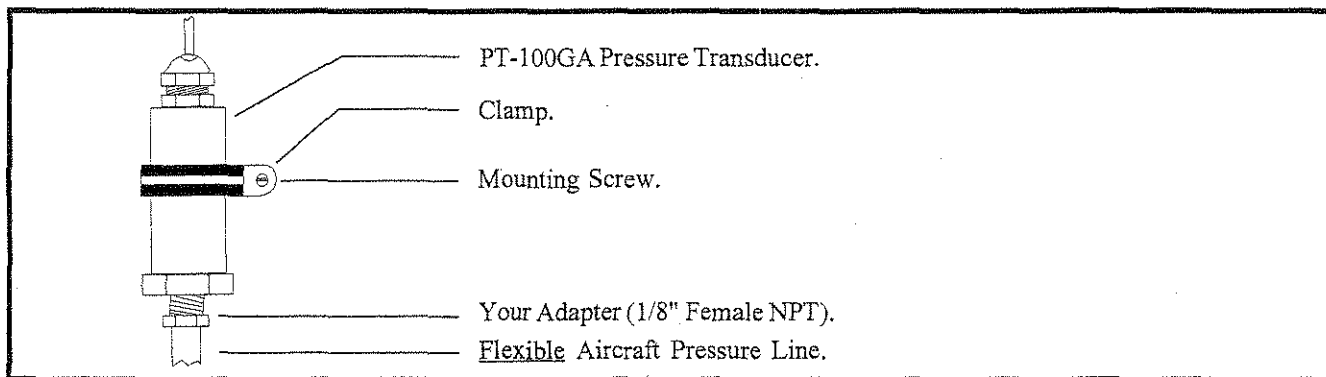 PT-100GA Pressure Transducer.
Clamp.
Mounting Screw.
Your Adapter (1/8" Female NPT).
Flexible Aircraft Pressure Line.